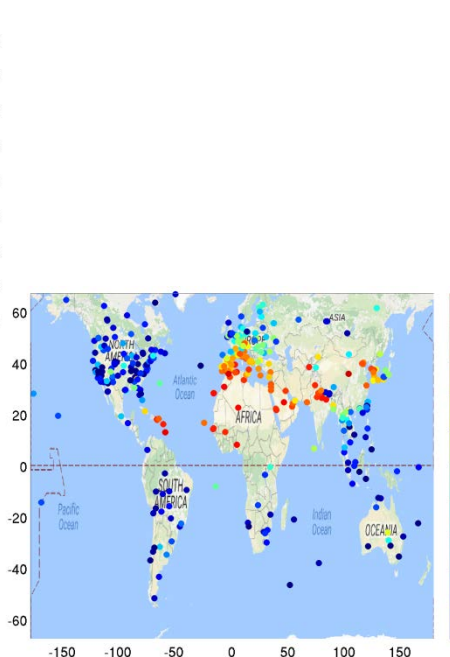 60
ASIA
NORTH
AMERICA
40
Atlantic
Ocean
20
AFRICA
0
SOUTH
AMERICA
-20
Pacific
Ocean
Indian
Ocean
OCEANIA
-40
-60
-150 -100 -50 0 50 100 150